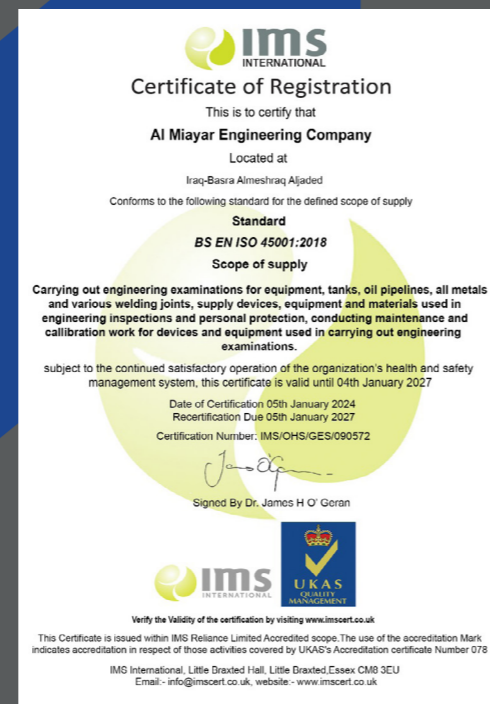 ims
INTERNATIONAL
Certificate of Registration
This is to certify that
Al Miayar Engineering Company
Located at
Iraq-Basra Almeshraq Aljaded
Conforms to the following standard for the defined scope of supply
Standard
BS EN ISO 45001:2018
Scope of supply
Carrying out engineering examinations for equipment, tanks, oil pipelines, all metals
and various welding joints, supply devices, equipment and materials used in
engineering inspections and personal protection, conducting maintenance and
callibration work for devices and equipment used in carrying out engineering
examinations.
subject to the continued satisfactory operation of the organization's health and safety
management system, this certificate is valid until 04th January 2027
Date of Certification 05th January 2024
Recertification Due 05th January 2027
Certification Number: IMS/OHS/GES/090572
Signed By Dr. James H O' Geran
ims
INTERNATIONAL
UKAS
QUALITY
MANAGEMENT
Verify the Validity of the certification by visiting www.imscert.co.uk
This Certificate is issued within IMS Reliance Limited Accredited scope.The use of the accreditation Mark
indicates accreditation in respect of those activities covered by UKAS's Accreditation certificate Number 078
IMS International, Little Braxted Hall, Little Braxted,Essex CM8 3EU
Email:- info@imscert.co.uk, website:- www.imscert.co.uk